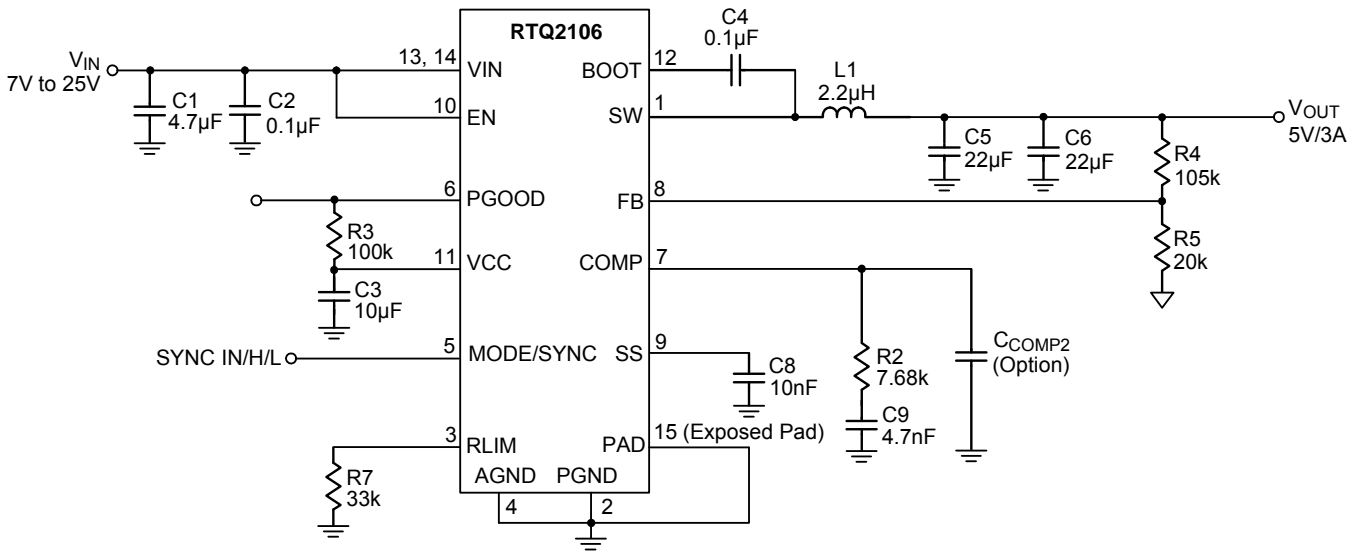 RTQ2106
C4
0.1µF
VIN
7V to 25V
13, 14
VIN
BOOT
12
L1
2.2µH
C1
4.7µF
C2
0.1µF
10
EN
SW
1
VOUT
5V/3A
C5
22µF
C6
22µF
R4
105k
6
PGOOD
FB
8
R3
100k
R5
20k
11
VCC
COMP
7
C3
10µF
SYNC IN/H/L
5
MODE/SYNC
SS
9
C8
10nF
R2
7.68k
CCOMP2
(Option)
C9
4.7nF
3
RLIM
PAD
15 (Exposed Pad)
R7
33k
AGND
PGND
4
2